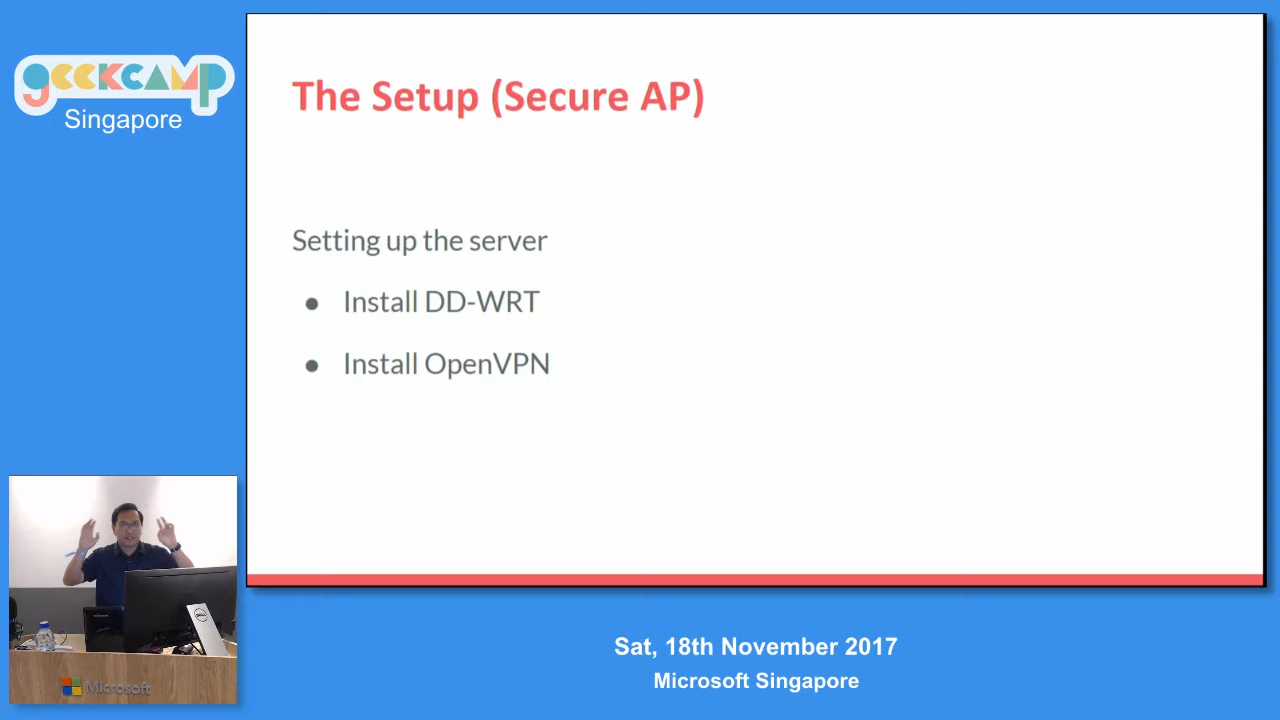 geekcamp
Singapore
The Setup (Secure AP)
Setting up the server
● Install DD-WRT
● Install OpenVPN
Microsoft
Sat, 18th November 2017
Microsoft Singapore